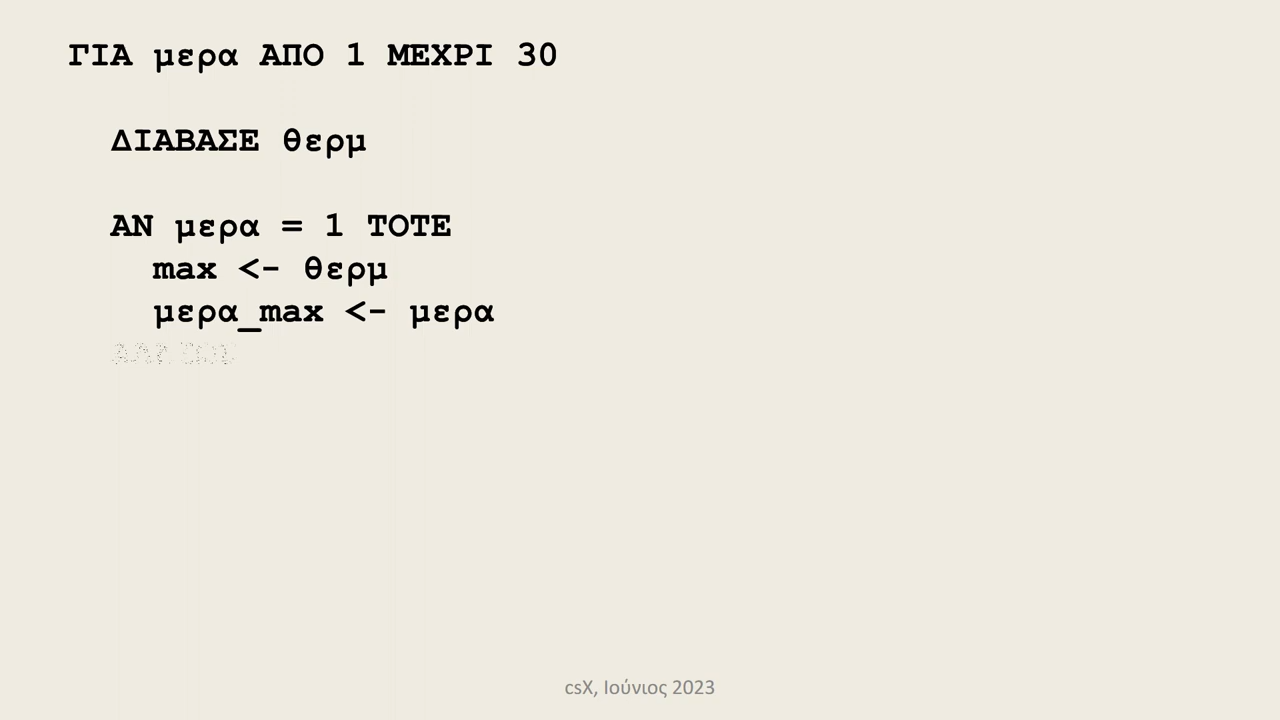 ΓΙΑ μερα ΑΠΟ 1 ΜΕΧΡΙ 30
ΔΙΑΒΑΣΕ θερμ
ΑΝ μερα = 1 ΤΟΤΕ
max <- θερμ
μερα_max <- μερα
csX, Ιούνιος 2023